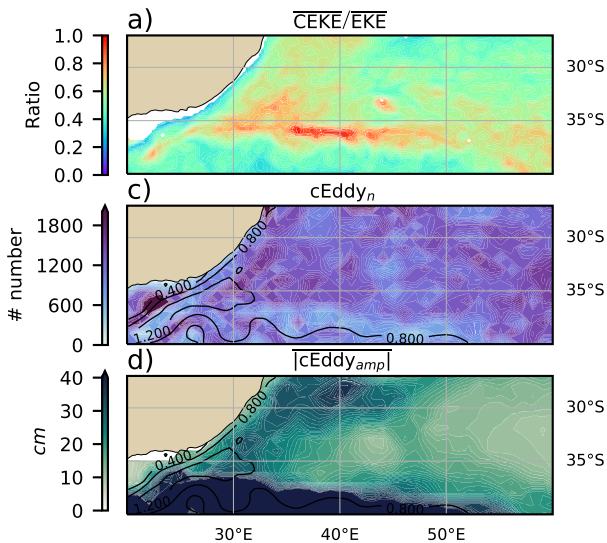 a) CEKE/EKE
1.0
0.8
0.6
0.4
0.2
0.0
Ratio
30°S
35°S
c) cEddyₙ
1800
1200
600
0
# number
0.800
0.400
1.200
0.800
30°S
35°S
d) |cEddyₐₘₚ|
40
30
20
10
0
cm
0.800
0.400
1.200
0.800
30°S
35°S
30°E 40°E 50°E